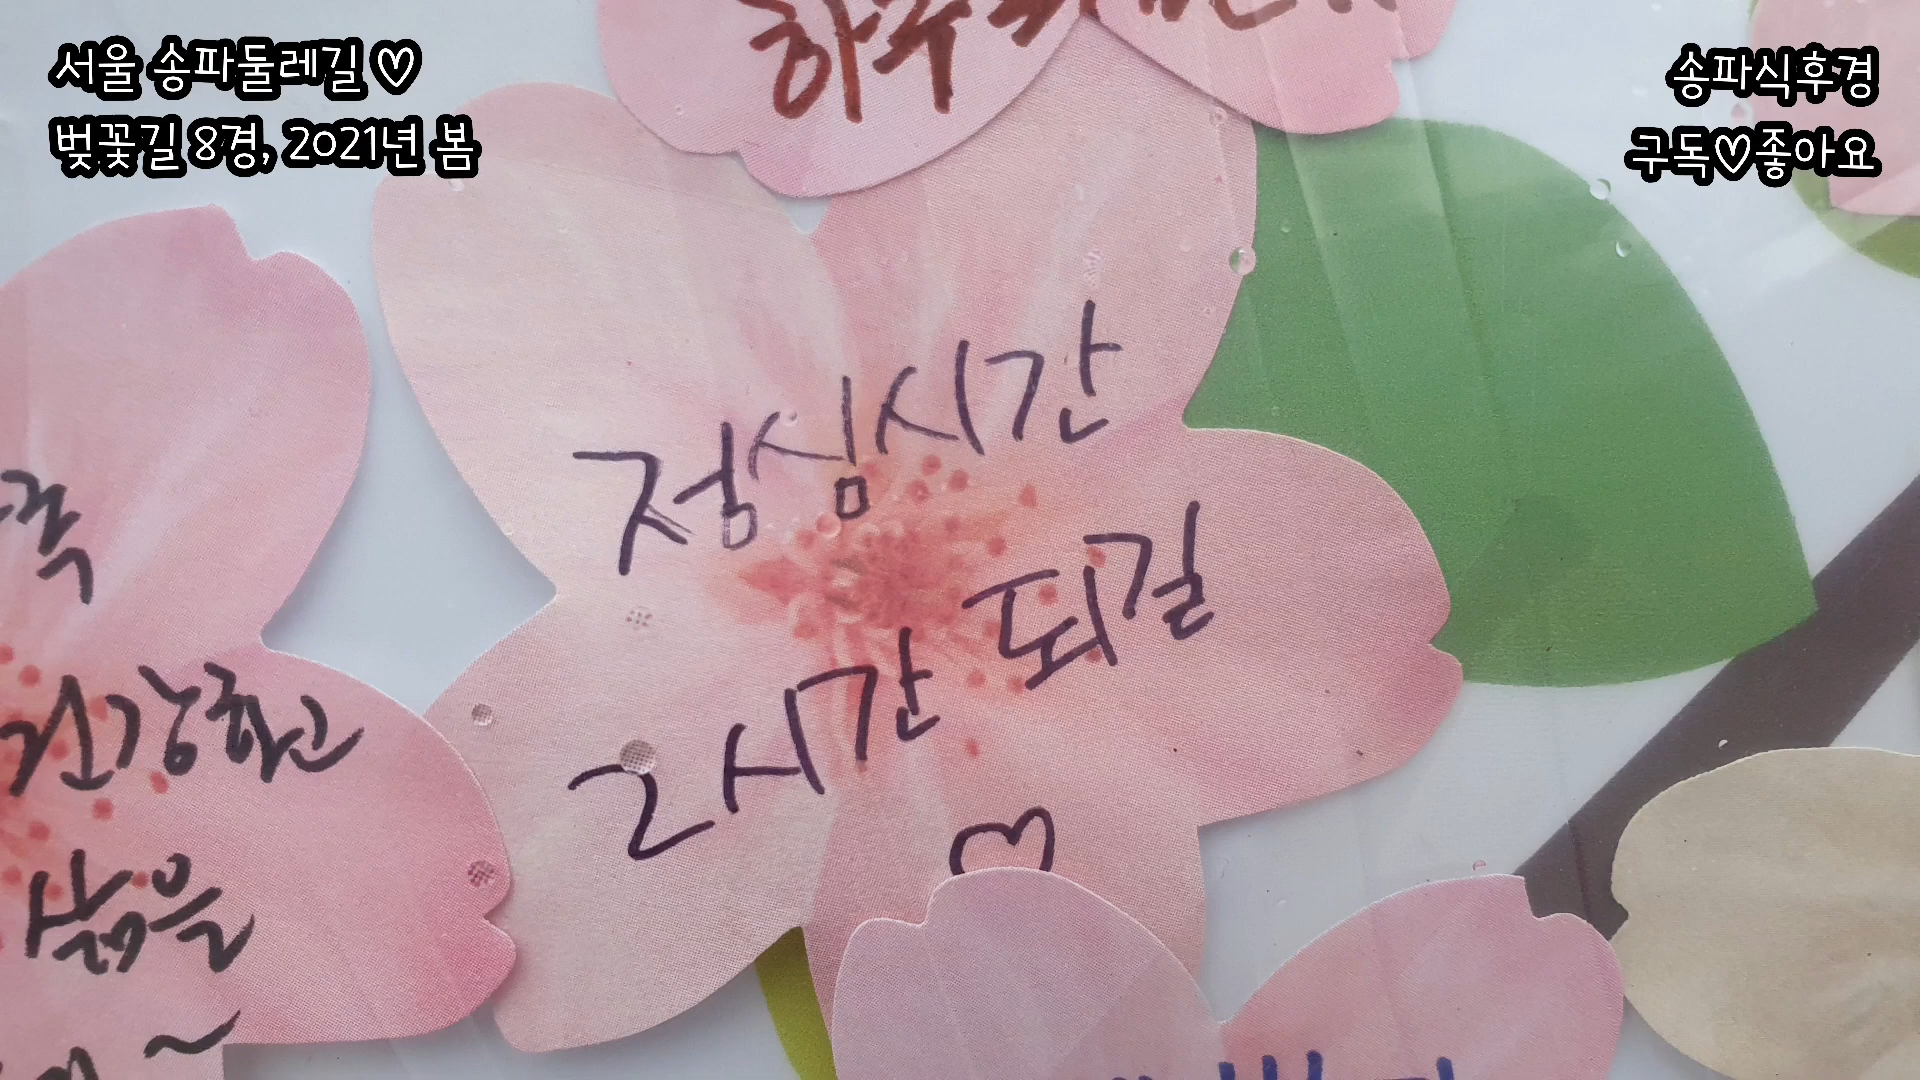 서울 송파둘레길 ♡
벚꽃길 8경, 2021년 봄
송파식후경
구독♡좋아요
정심시간
2시간 되길
♡
건강하고
삶을
~